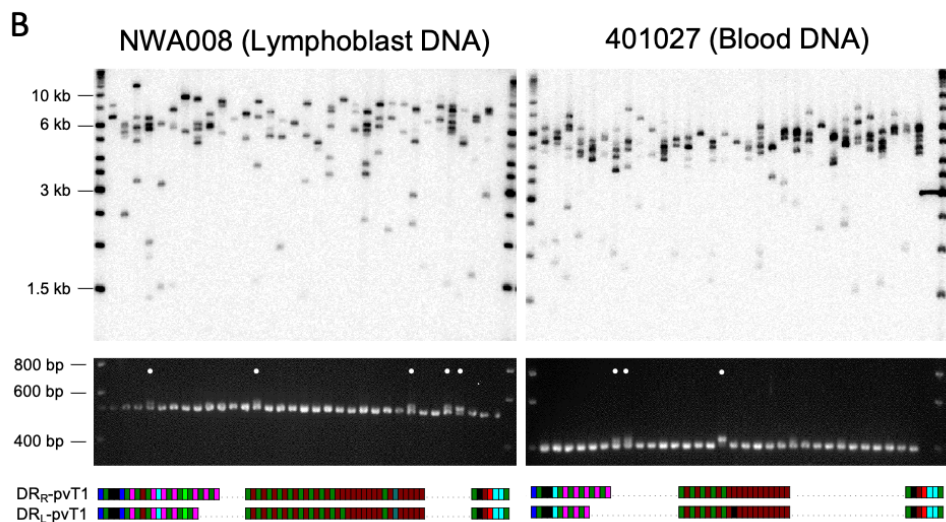 B
NWA008 (Lymphoblast DNA)
401027 (Blood DNA)
10 kb
6 kb
3 kb
1.5 kb
800 bp
600 bp
400 bp
DRR-pvT1
DRL-pvT1